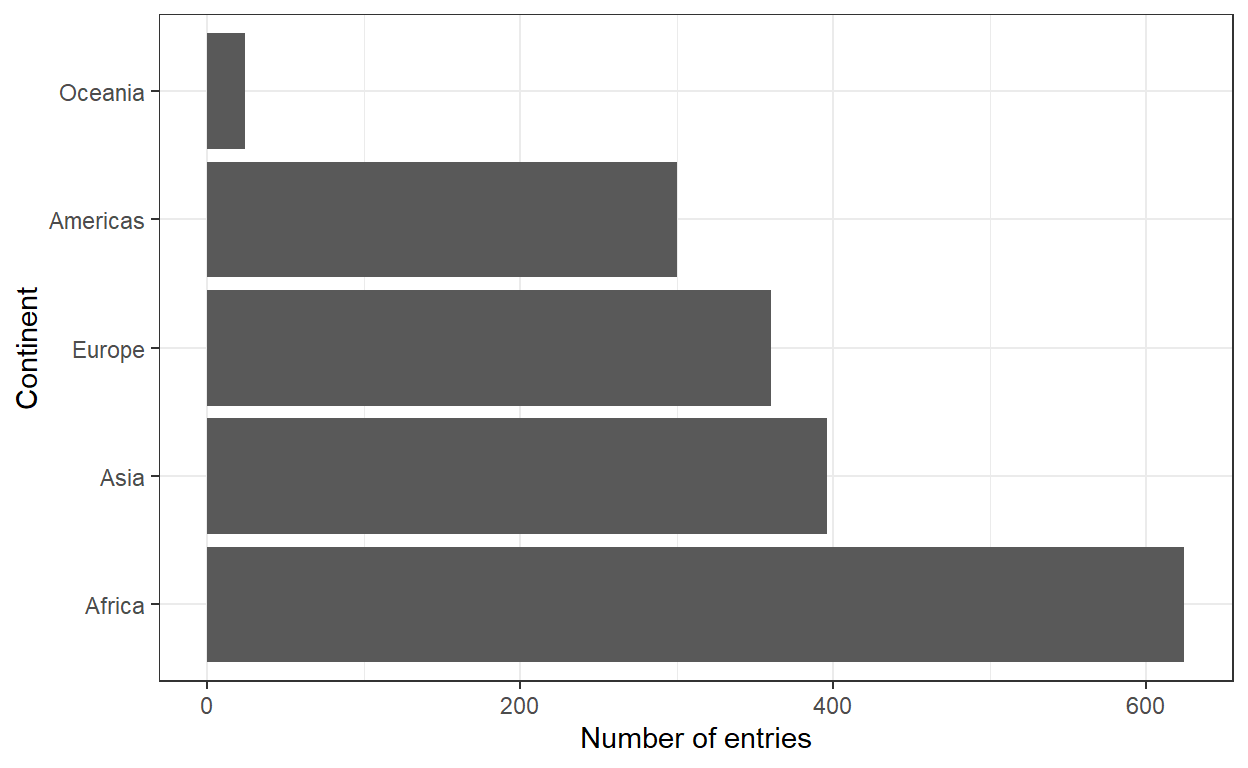 Oceania
Americas
Europe
Asia
Africa
Continent
0 200 400 600
Number of entries